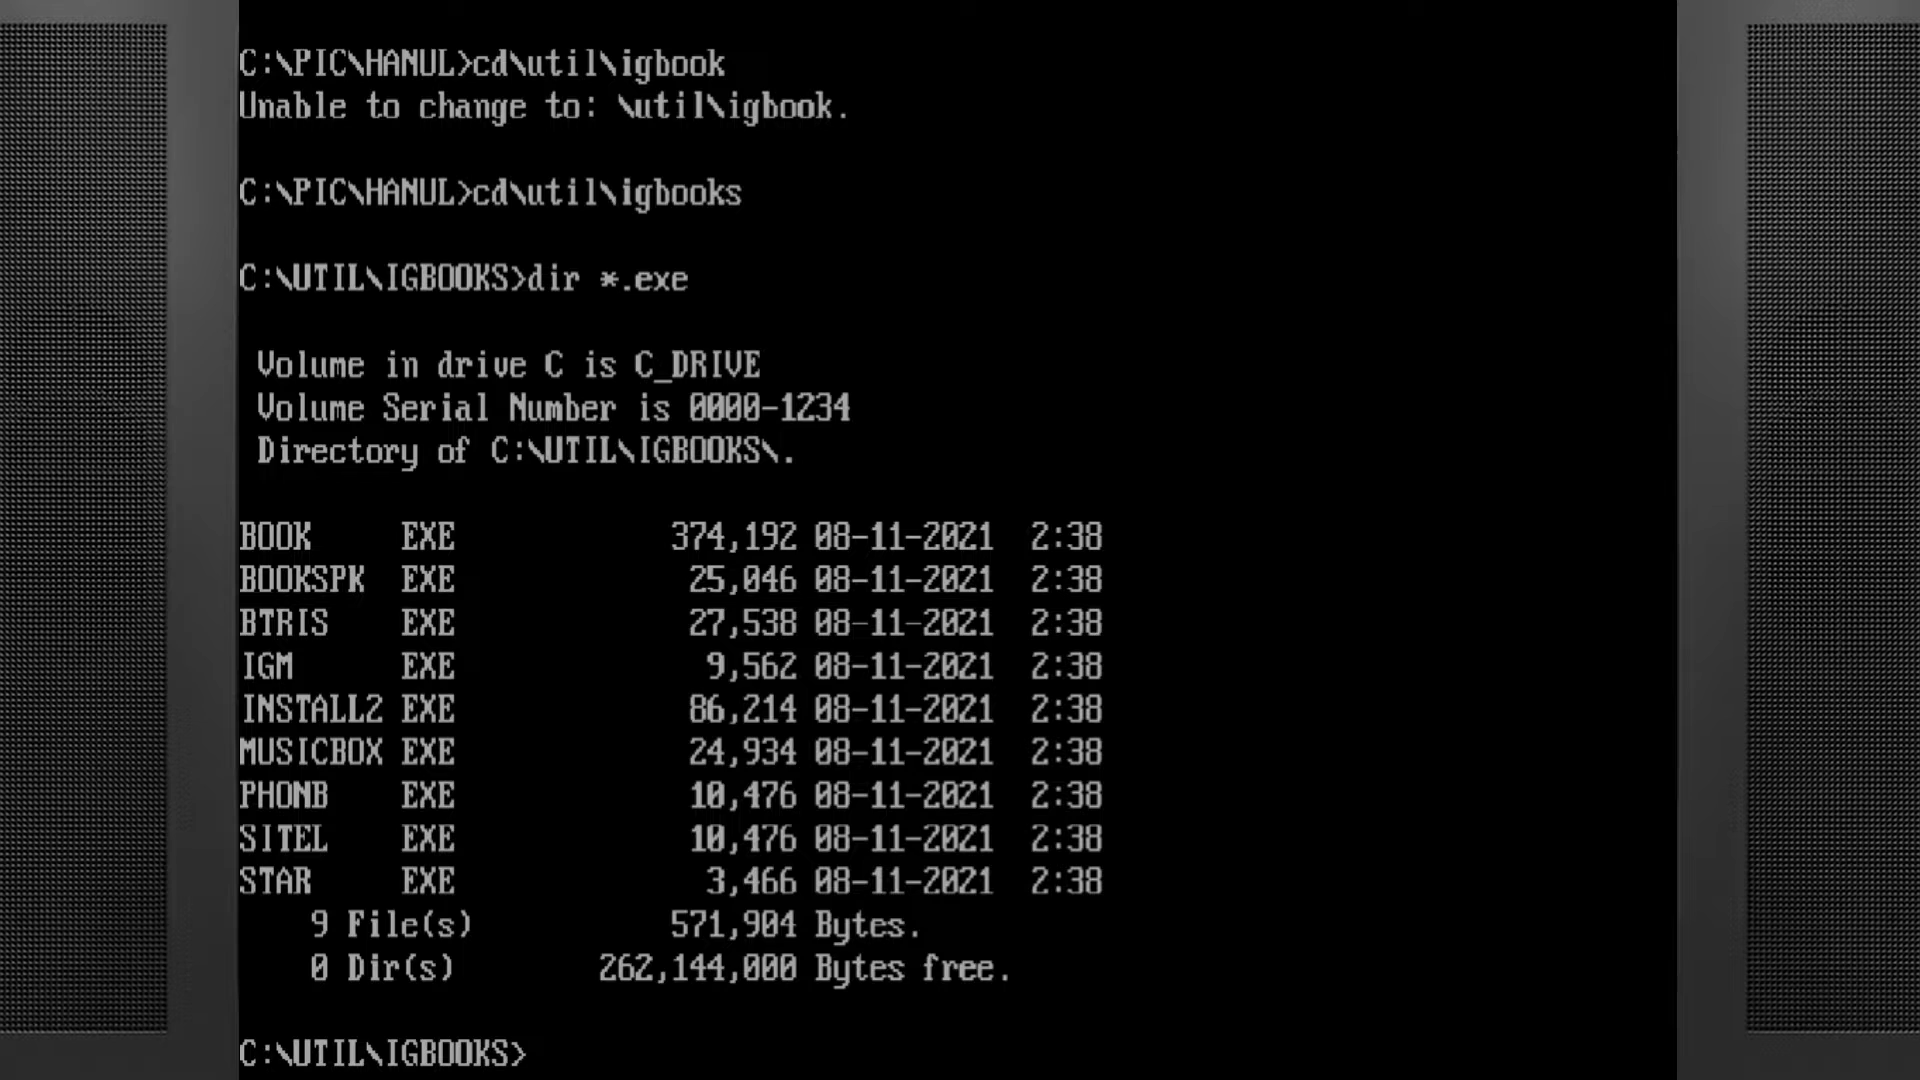 C:\PIC\HANUL>cd\util\igbook
Unable to change to: \util\igbook.
C:\PIC\HANUL>cd\util\igbooks
C:\UTIL\IGBOOKS>dir *.exe
Volume in drive C is C_DRIVE
Volume Serial Number is 0000-1234
Directory of C:\UTIL\IGBOOKS\.
BOOK     EXE            374,192 08-11-2021  2:38
BOOKSPK  EXE             25,046 08-11-2021  2:38
BTRIS    EXE             27,538 08-11-2021  2:38
IGM      EXE              9,562 08-11-2021  2:38
INSTALL2 EXE             86,214 08-11-2021  2:38
MUSICBOX EXE             24,934 08-11-2021  2:38
PHONB    EXE             10,476 08-11-2021  2:38
SITEL    EXE             10,476 08-11-2021  2:38
STAR     EXE              3,466 08-11-2021  2:38
9 File(s)           571,904 Bytes.
0 Dir(s)        262,144,000 Bytes free.
C:\UTIL\IGBOOKS>